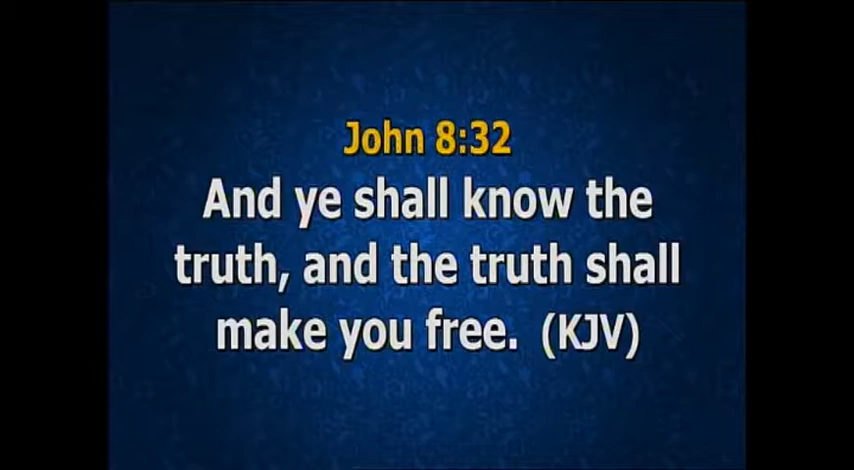 John 8:32
And ye shall know the
truth, and the truth shall
make you free. (KJV)